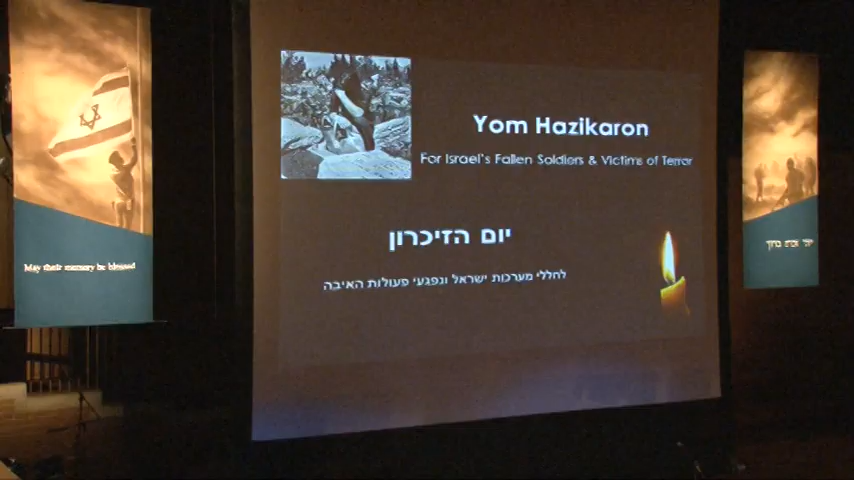 May their memory be blessed
Yom Hazikaron
For Israel's Fallen Soldiers & Victims of Terror
יום הזיכרון
לחללי מערכות ישראל ונפגעי פעולות האיבה
יהי זכרם ברוך